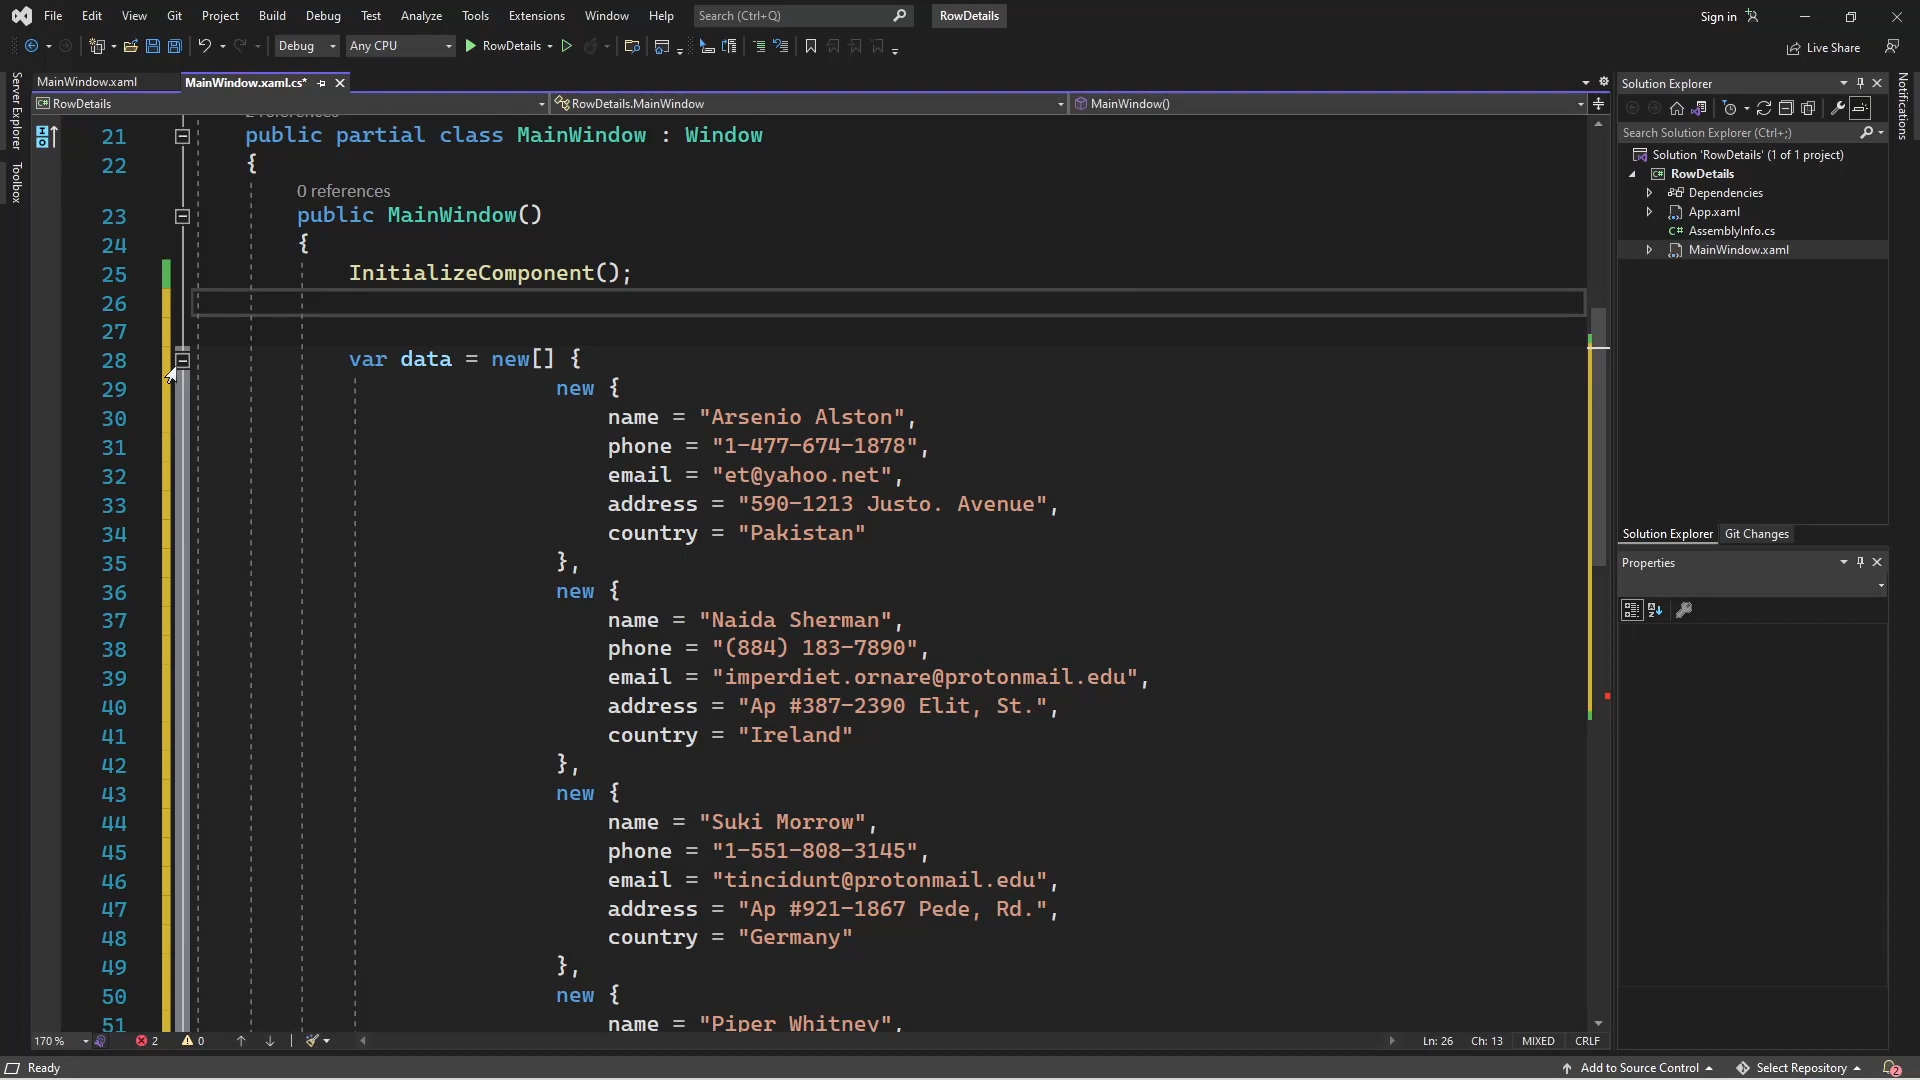 File Edit View Git Project Build Debug Test Analyze Tools Extensions Window Help Search (Ctrl+Q) RowDetails Sign in
Debug Any CPU RowDetails Live Share
Server Explorer
Toolbox
Notifications
MainWindow.xaml MainWindow.xaml.cs*
RowDetails RowDetails.MainWindow MainWindow()
21 public partial class MainWindow : Window
22 {
0 references
23 public MainWindow()
24 {
25 InitializeComponent();
26
27
28 var data = new[] {
29 new {
30 name = "Arsenio Alston",
31 phone = "1-477-674-1878",
32 email = "et@yahoo.net",
33 address = "590-1213 Justo. Avenue",
34 country = "Pakistan"
35 },
36 new {
37 name = "Naida Sherman",
38 phone = "(884) 183-7890",
39 email = "imperdiet.ornare@protonmail.edu",
40 address = "Ap #387-2390 Elit, St.",
41 country = "Ireland"
42 },
43 new {
44 name = "Suki Morrow",
45 phone = "1-551-808-3145",
46 email = "tincidunt@protonmail.edu",
47 address = "Ap #921-1867 Pede, Rd.",
48 country = "Germany"
49 },
50 new {
51 name = "Piper Whitney",
170 % 2 0 Ln: 26 Ch: 13 MIXED CRLF
Solution Explorer
Search Solution Explorer (Ctrl+;)
Solution 'RowDetails' (1 of 1 project)
RowDetails
Dependencies
App.xaml
AssemblyInfo.cs
MainWindow.xaml
Solution Explorer Git Changes
Properties
Ready Add to Source Control Select Repository 2